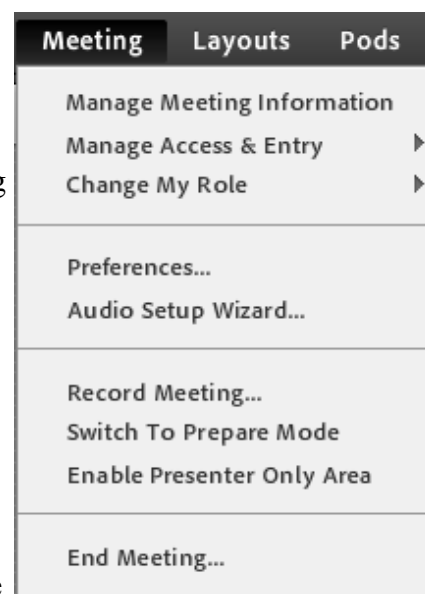 Meeting Layouts Pods
Manage Meeting Information
Manage Access & Entry
Change My Role
g
Preferences...
Audio Setup Wizard...
Record Meeting...
Switch To Prepare Mode
Enable Presenter Only Area
End Meeting...
e